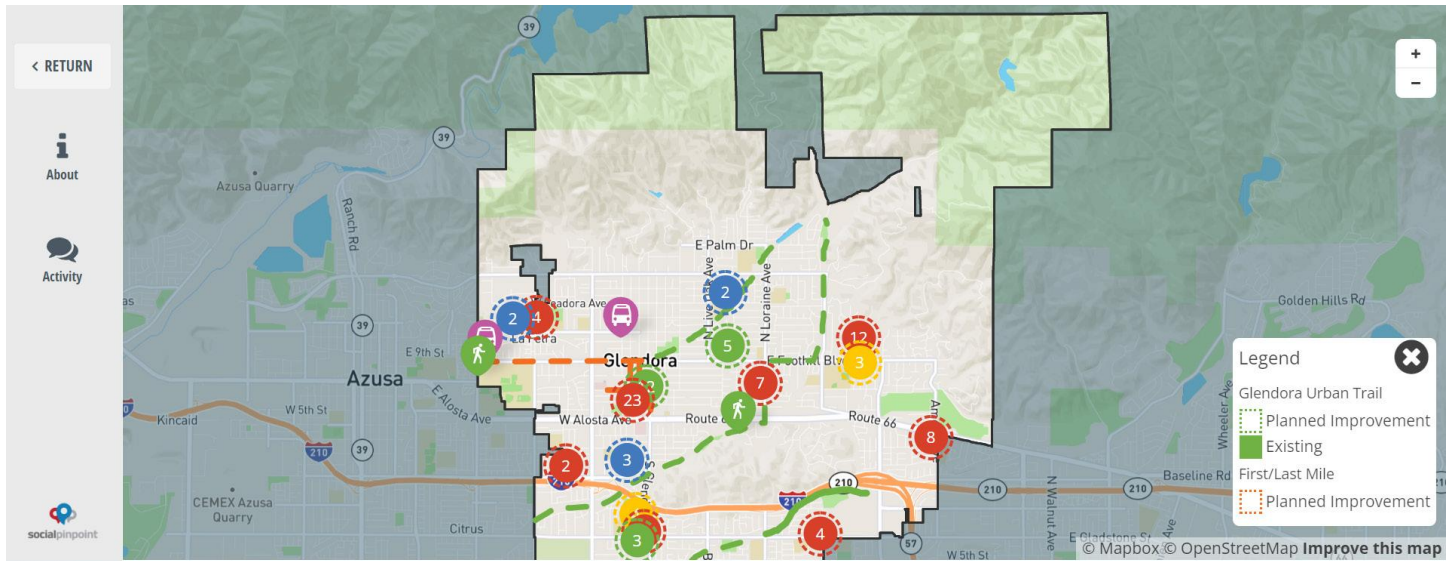 < RETURN
About
Activity
socialpinpoint
39
39
39
39
Azusa Quarry
Ranch Rd
E Palm Dr
N Live Oak Ave
N Loraine Ave
2
5
2
4
12
3
7
23
8
2
3
3
4
La Fetra
E 9th St
Azusa
Glendora
E Foothill Blv
E Alosta Ave
W Alosta Ave
Route 66
W 5th St
Kincaid
210
210
210
210
210
CEMEX Azusa
Quarry
Citrus
57
W 5th St
N Walnut Ave
E Gladstone St
Baseline Rd
Wheeler Ave
Golden Hills Rd
+
−
Legend
Glendora Urban Trail
Planned Improvement
Existing
First/Last Mile
Planned Improvement
© Mapbox © OpenStreetMap Improve this map